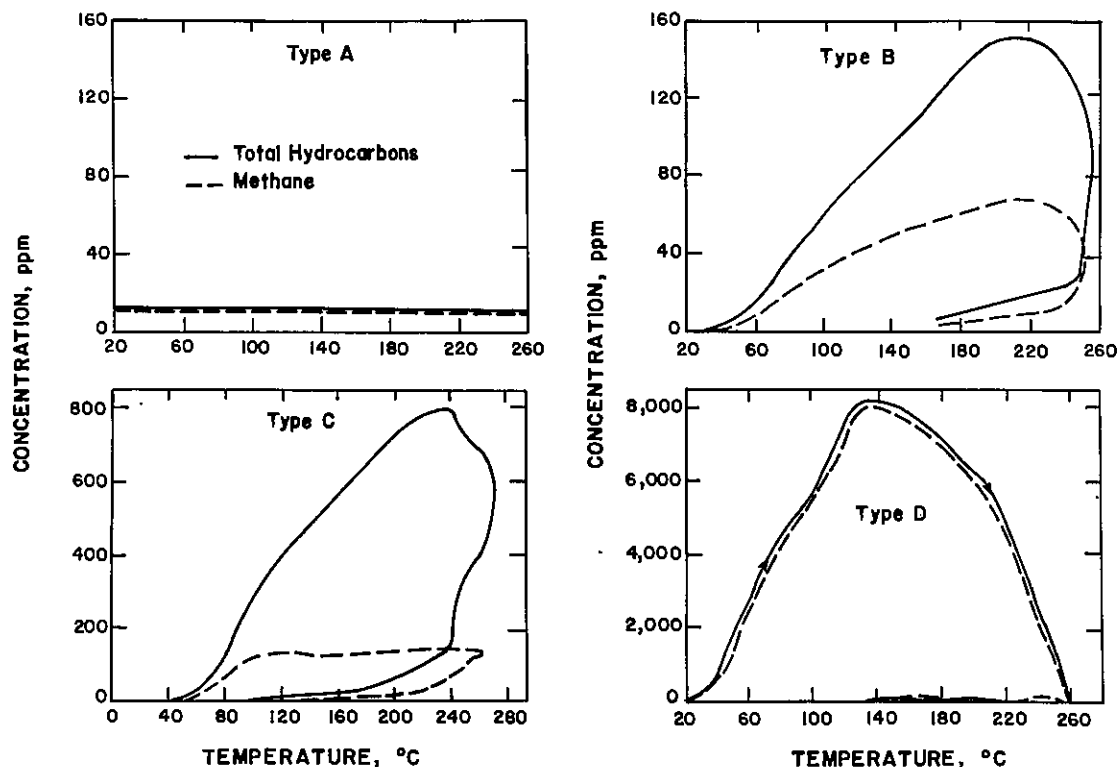 CONCENTRATION, ppm
160
120
80
40
0
Type A
Total Hydrocarbons
Methane
20 60 100 140 180 220 260
CONCENTRATION, ppm
160
120
80
40
0
Type B
20 60 100 140 180 220 260
800
600
400
200
0
Type C
0 40 80 120 160 200 240 280
TEMPERATURE, °C
8,000
6,000
4,000
2,000
0
Type D
20 60 100 140 180 220 260
TEMPERATURE, °C